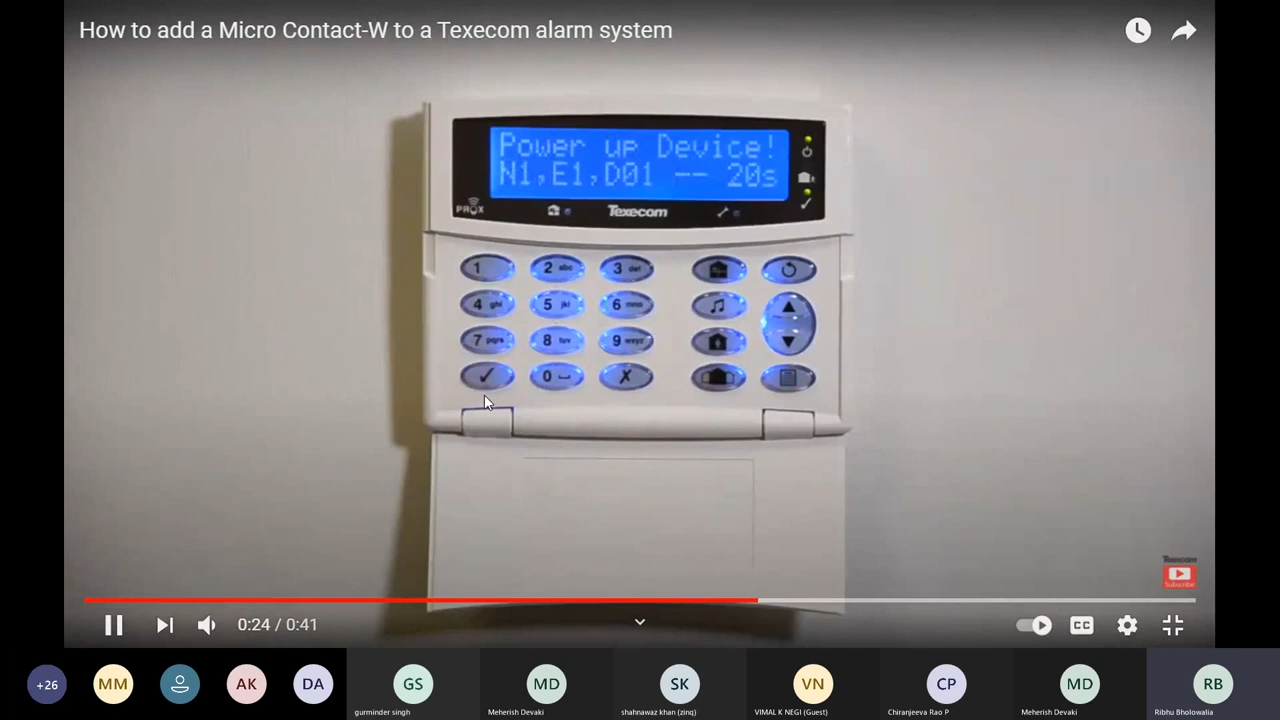 How to add a Micro Contact-W to a Texecom alarm system
Power up Device!
N1,E1,D01 -- 20s
PROX
Texecom
1
2 abc
3 def
4 ghi
5 jkl
6 mno
7 pqrs
8 tuv
9 wxyz
0
Texecom
Subscribe
0:24 / 0:41
CC
+26
MM
AK
DA
GS
MD
SK
VN
CP
MD
RB
gurminder singh
Meherish Devaki
shahnawaz khan (zinq)
VIMAL K NEGI (Guest)
Chiranjeeva Rao P
Meherish Devaki
Ribhu Bholowalia